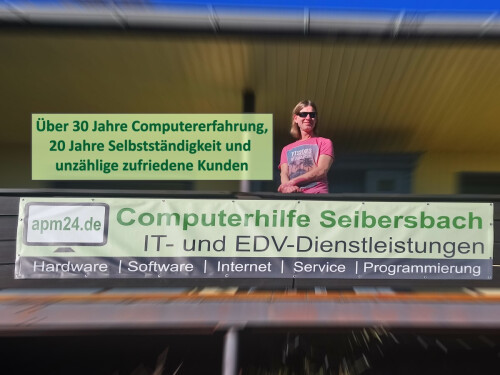 Über 30 Jahre Computererfahrung,
20 Jahre Selbstständigkeit und
unzählige zufriedene Kunden
apm24.de
Computerhilfe Seibersbach
IT- und EDV-Dienstleistungen
Hardware | Software | Internet | Service | Programmierung